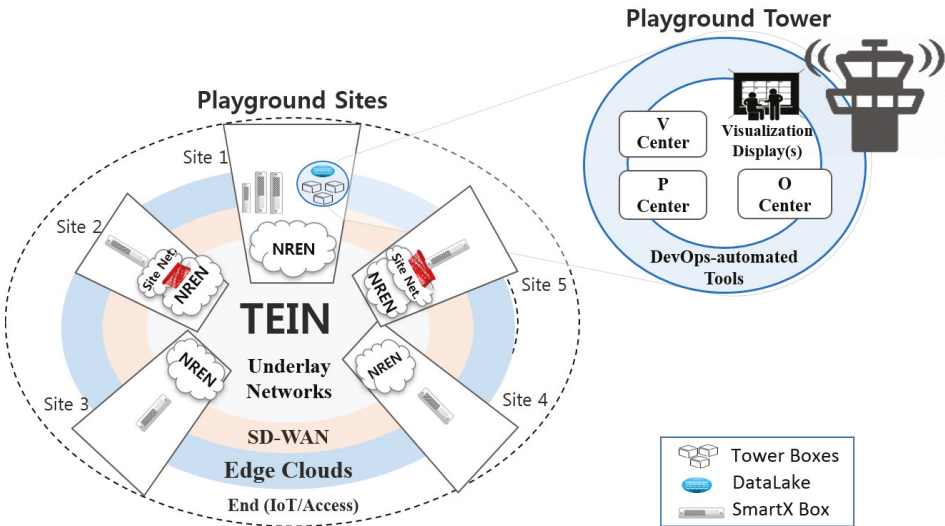 Playground Tower
Playground Sites
V
Center
Visualization
Display(s)
P
Center
O
Center
DevOps-automated
Tools
Site 1
NREN
Site 2
Site Net.
NREN
Site Net.
NREN
Site 5
TEIN
Underlay
Networks
NREN
Site 3
NREN
Site 4
SD-WAN
Edge Clouds
End (IoT/Access)
Tower Boxes
DataLake
SmartX Box